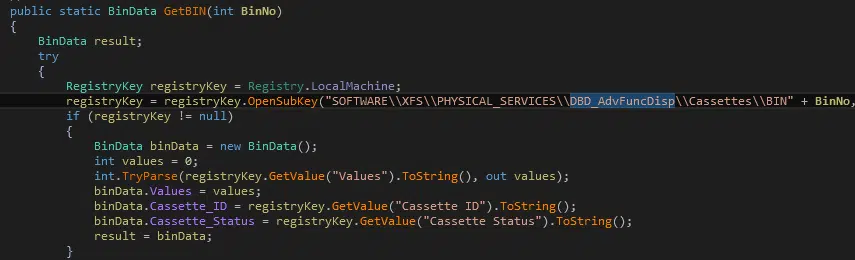 public static BinData GetBIN(int BinNo)
{
BinData result;
try
{
RegistryKey registryKey = Registry.LocalMachine;
registryKey = registryKey.OpenSubKey("SOFTWARE\\XFS\\PHYSICAL_SERVICES\\DBD_AdvFuncDisp\\Cassettes\\BIN" + BinNo,
if (registryKey != null)
{
BinData binData = new BinData();
int values = 0;
int.TryParse(registryKey.GetValue("Values").ToString(), out values);
binData.Values = values;
binData.Cassette_ID = registryKey.GetValue("Cassette ID").ToString();
binData.Cassette_Status = registryKey.GetValue("Cassette Status").ToString();
result = binData;
}